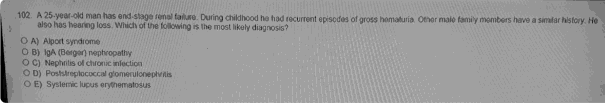 102. A 25-year-old man has end-stage renal failure. During childhood he had recurrent episodes of gross hematuria. Other male family members have a similar history. He
also has hearing loss. Which of the following is the most likely diagnosis?
A) Alport syndrome
B) IgA (Berger) nephropathy
C) Nephritis of chronic infection
D) Poststreptococcal glomerulonephritis
E) Systemic lupus erythematosus